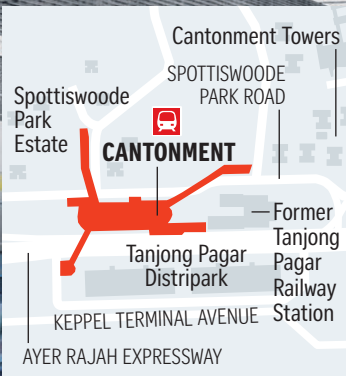 Cantonment Towers
SPOTTISWOODE
PARK ROAD
Spottiswoode
Park
Estate
CANTONMENT
Former
Tanjong
Pagar
Railway
Station
Tanjong Pagar
Distripark
KEPPEL TERMINAL AVENUE
AYER RAJAH EXPRESSWAY